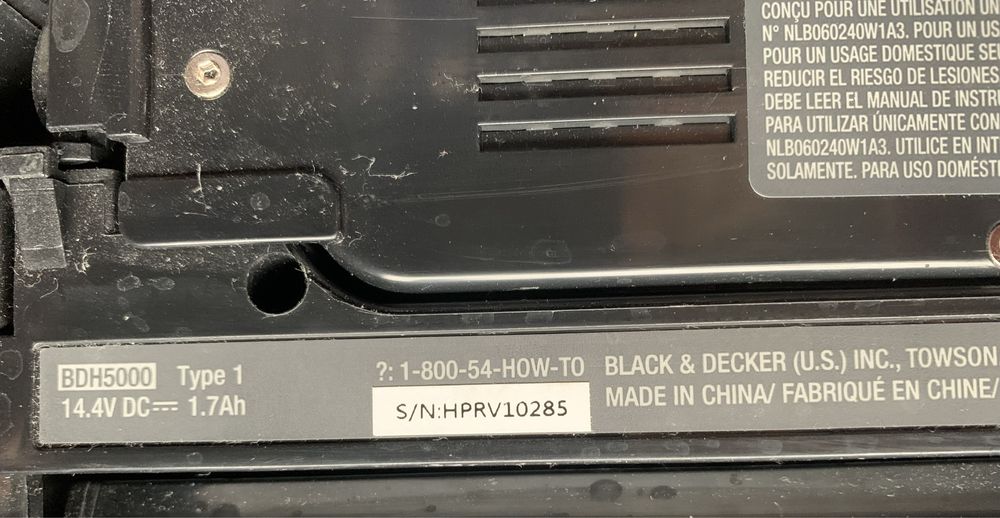 CONÇU POUR UNE UTILISATION UN
N° NLB060240W1A3. POUR UN US
POUR UN USAGE DOMESTIQUE SEU
REDUCIR EL RIESGO DE LESIONES
DEBE LEER EL MANUAL DE INSTRU
PARA UTILIZAR ÚNICAMENTE CON
NLB060240W1A3. UTILICE EN INT
SOLAMENTE. PARA USO DOMÉST
BDH5000 Type 1
14.4V DC⎓ 1.7Ah
?: 1-800-54-HOW-TO
S/N:HPRV10285
BLACK & DECKER (U.S.) INC., TOWSON
MADE IN CHINA/ FABRIQUÉ EN CHINE/